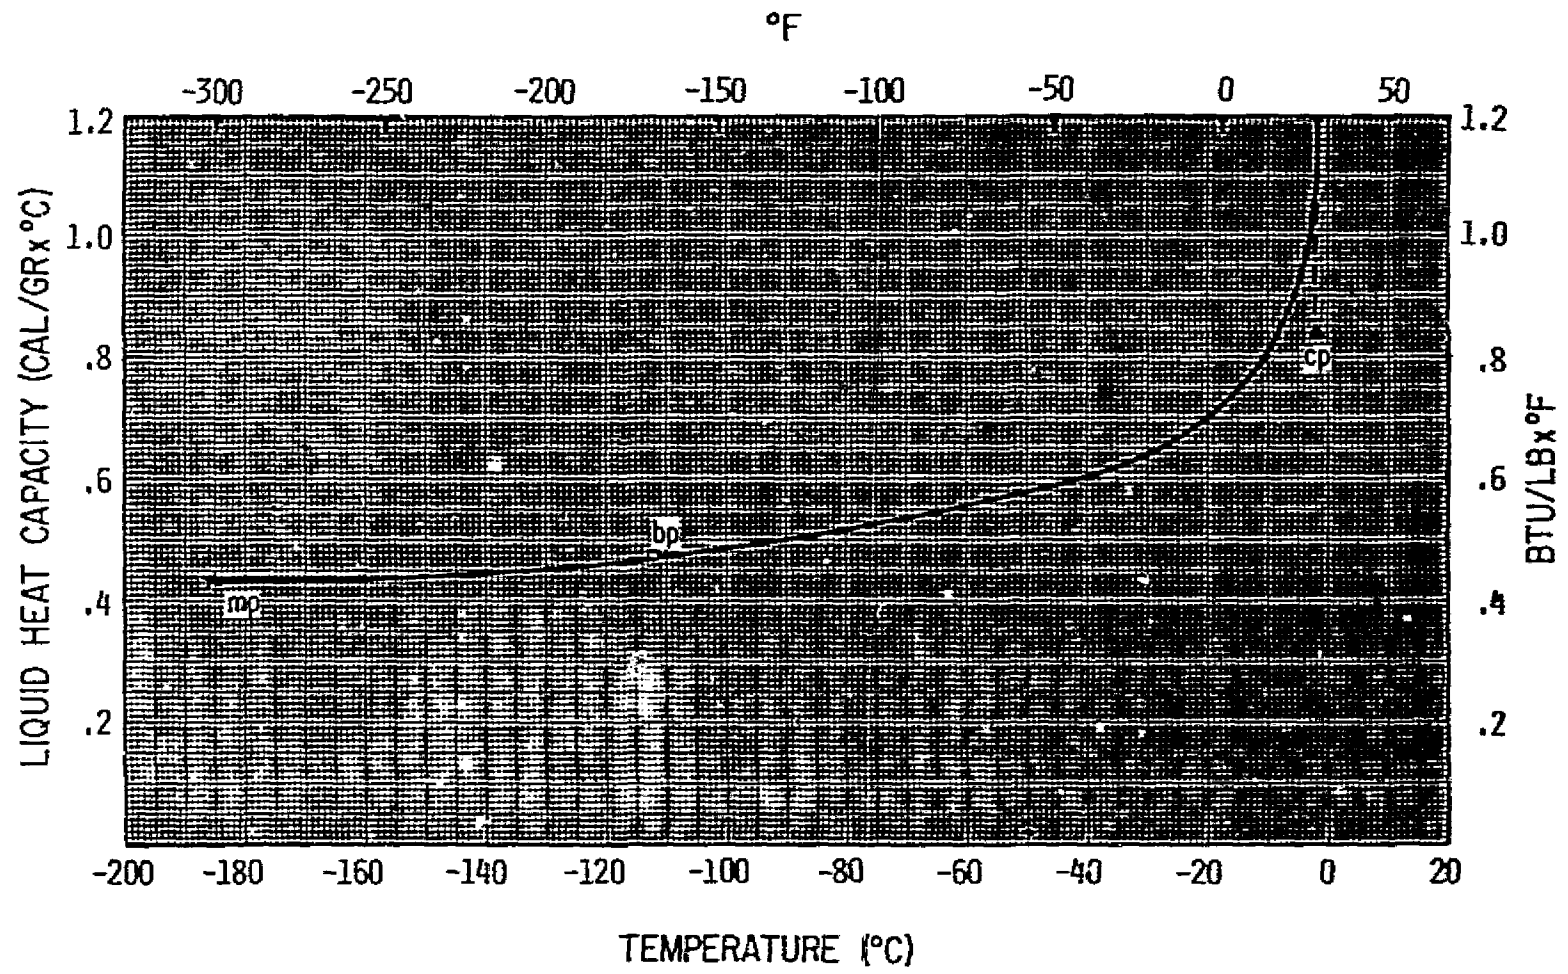 °F
-300 -250 -200 -150 -100 -50 0 50
1.2 1.2
1.0 1.0
.8 .8
cp
.6 .6
bp
.4 .4
mp
.2 .2
LIQUID HEAT CAPACITY (CAL/GRx°C)
BTU/LBx°F
-200 -180 -160 -140 -120 -100 -80 -60 -40 -20 0 20
TEMPERATURE (°C)